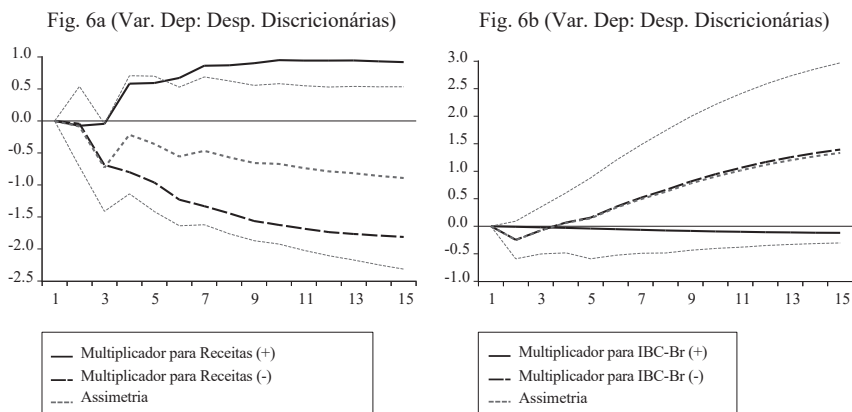 Fig. 6a (Var. Dep: Desp. Discricionárias)
1.0
0.5
0.0
-0.5
-1.0
-1.5
-2.0
-2.5
1 3 5 7 9 11 13 15
Multiplicador para Receitas (+)
Multiplicador para Receitas (-)
Assimetria
Fig. 6b (Var. Dep: Desp. Discricionárias)
3.0
2.5
2.0
1.5
1.0
0.5
0.0
-0.5
-1.0
1 3 5 7 9 11 13 15
Multiplicador para IBC-Br (+)
Multiplicador para IBC-Br (-)
Assimetria